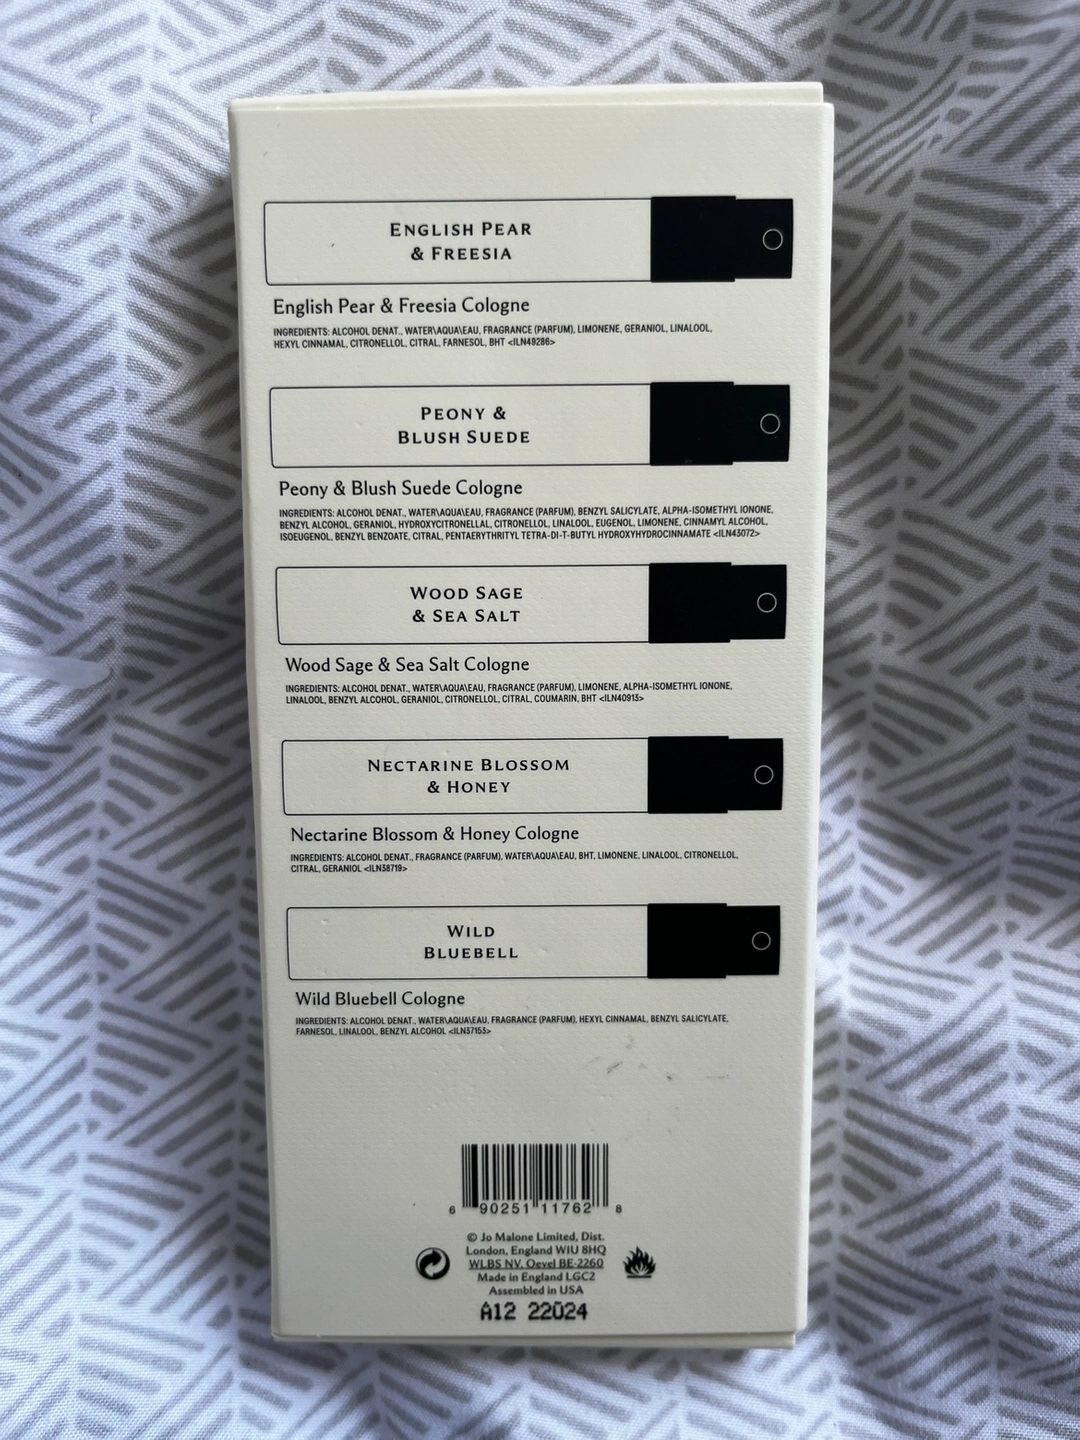 ENGLISH PEAR
& FREESIA
English Pear & Freesia Cologne
INGREDIENTS: ALCOHOL DENAT., WATER\AQUA\EAU, FRAGRANCE (PARFUM), LIMONENE, GERANIOL, LINALOOL,
HEXYL CINNAMAL, CITRONELLOL, CITRAL, FARNESOL, BHT <ILN49286>
PEONY &
BLUSH SUEDE
Peony & Blush Suede Cologne
INGREDIENTS: ALCOHOL DENAT., WATER\AQUA\EAU, FRAGRANCE (PARFUM), BENZYL SALICYLATE, ALPHA-ISOMETHYL IONONE,
BENZYL ALCOHOL, GERANIOL, HYDROXYCITRONELLAL, CITRONELLOL, LINALOOL, EUGENOL, LIMONENE, CINNAMYL ALCOHOL,
ISOEUGENOL, BENZYL BENZOATE, CITRAL, PENTAERYTHRITYL TETRA-DI-T-BUTYL HYDROXYHYDROCINNAMATE <ILN43072>
WOOD SAGE
& SEA SALT
Wood Sage & Sea Salt Cologne
INGREDIENTS: ALCOHOL DENAT., WATER\AQUA\EAU, FRAGRANCE (PARFUM), LIMONENE, ALPHA-ISOMETHYL IONONE,
LINALOOL, BENZYL ALCOHOL, GERANIOL, CITRONELLOL, CITRAL, COUMARIN, BHT <ILN40913>
NECTARINE BLOSSOM
& HONEY
Nectarine Blossom & Honey Cologne
INGREDIENTS: ALCOHOL DENAT., FRAGRANCE (PARFUM), WATER\AQUA\EAU, BHT, LIMONENE, LINALOOL, CITRONELLOL,
CITRAL, GERANIOL <ILN38719>
WILD
BLUEBELL
Wild Bluebell Cologne
INGREDIENTS: ALCOHOL DENAT., WATER\AQUA\EAU, FRAGRANCE (PARFUM), HEXYL CINNAMAL, BENZYL SALICYLATE,
FARNESOL, LINALOOL, BENZYL ALCOHOL <ILN37153>
6 90251 11762 8
© Jo Malone Limited, Dist.
London, England W1U 8HQ
WLBS NV, Oevel BE-2260
Made in England LGC2
Assembled in USA
A12 22024